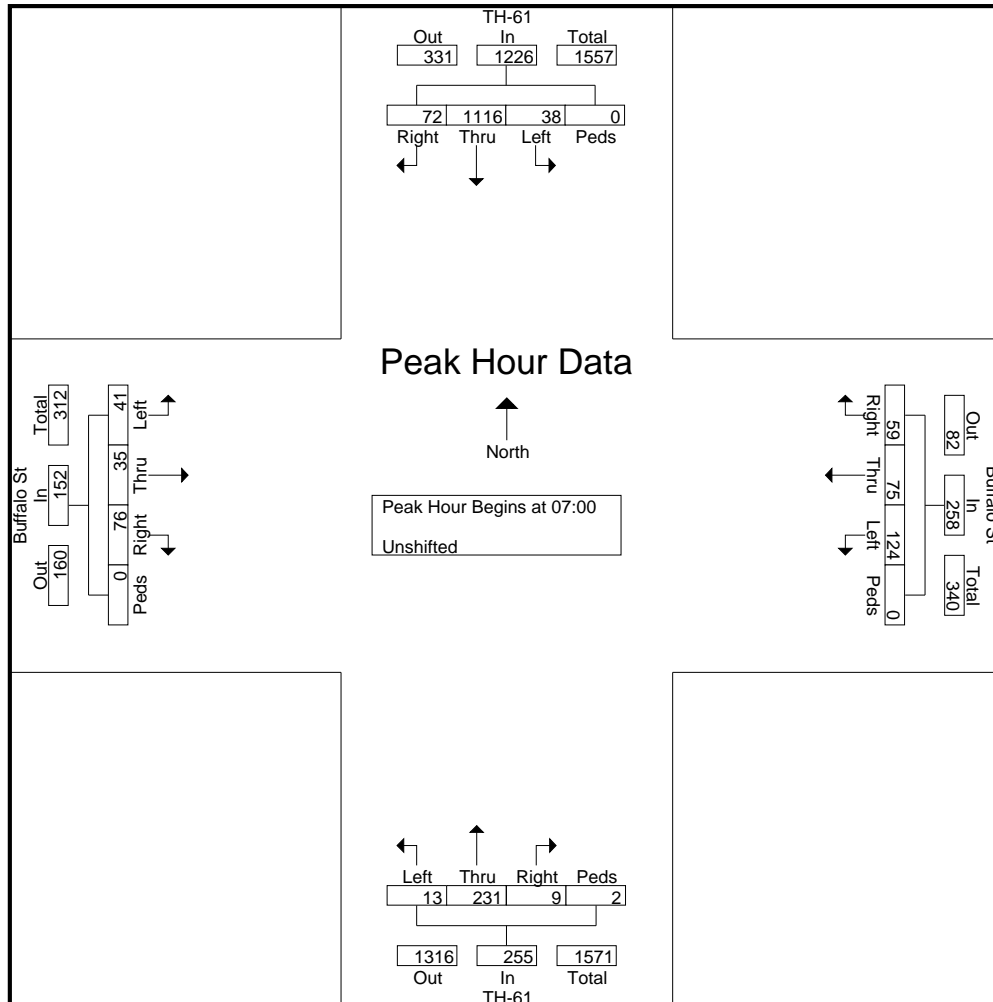 TH-61
Out In Total
331 1226 1557
72 1116 38 0
Right Thru Left Peds
Peak Hour Data
North
Peak Hour Begins at 07:00
Unshifted
Buffalo St
Total In Out
312 152 160
41 35 76 0
Left Thru Right Peds
Right Thru Left Peds
59 75 124 0
Out In Total
82 258 340
Buffalo St
Left Thru Right Peds
13 231 9 2
1316 255 1571
Out In Total
TH-61